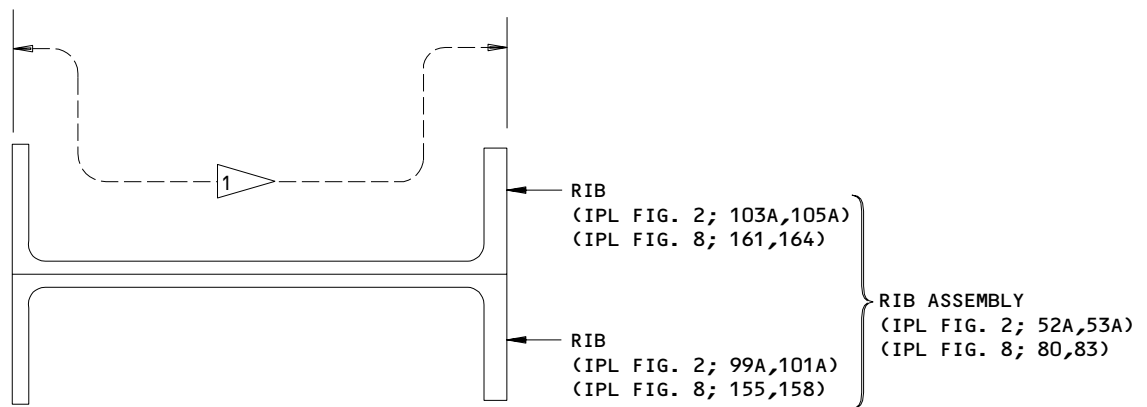 1
RIB
(IPL FIG. 2; 103A,105A)
(IPL FIG. 8; 161,164)
RIB ASSEMBLY
(IPL FIG. 2; 52A,53A)
(IPL FIG. 8; 80,83)
RIB
(IPL FIG. 2; 99A,101A)
(IPL FIG. 8; 155,158)